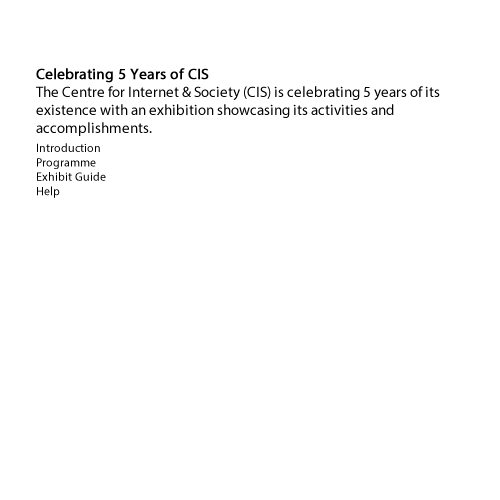 Celebrating 5 Years of CIS
The Centre for Internet & Society (CIS) is celebrating 5 years of its
existence with an exhibition showcasing its activities and
accomplishments.
Introduction
Programme
Exhibit Guide
Help